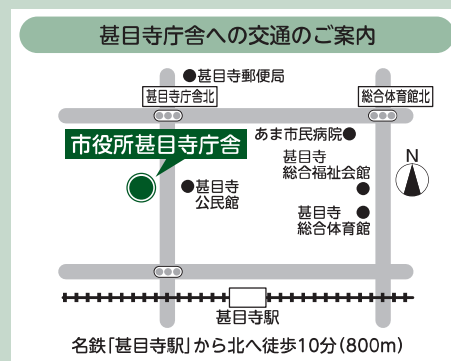 甚目寺庁舎への交通のご案内
甚目寺郵便局
甚目寺庁舎北
総合体育館北
あま市民病院
市役所甚目寺庁舎
甚目寺
総合福祉会館
N
甚目寺
公民館
甚目寺
総合体育館
甚目寺駅
名鉄「甚目寺駅」から北へ徒歩10分(800m)